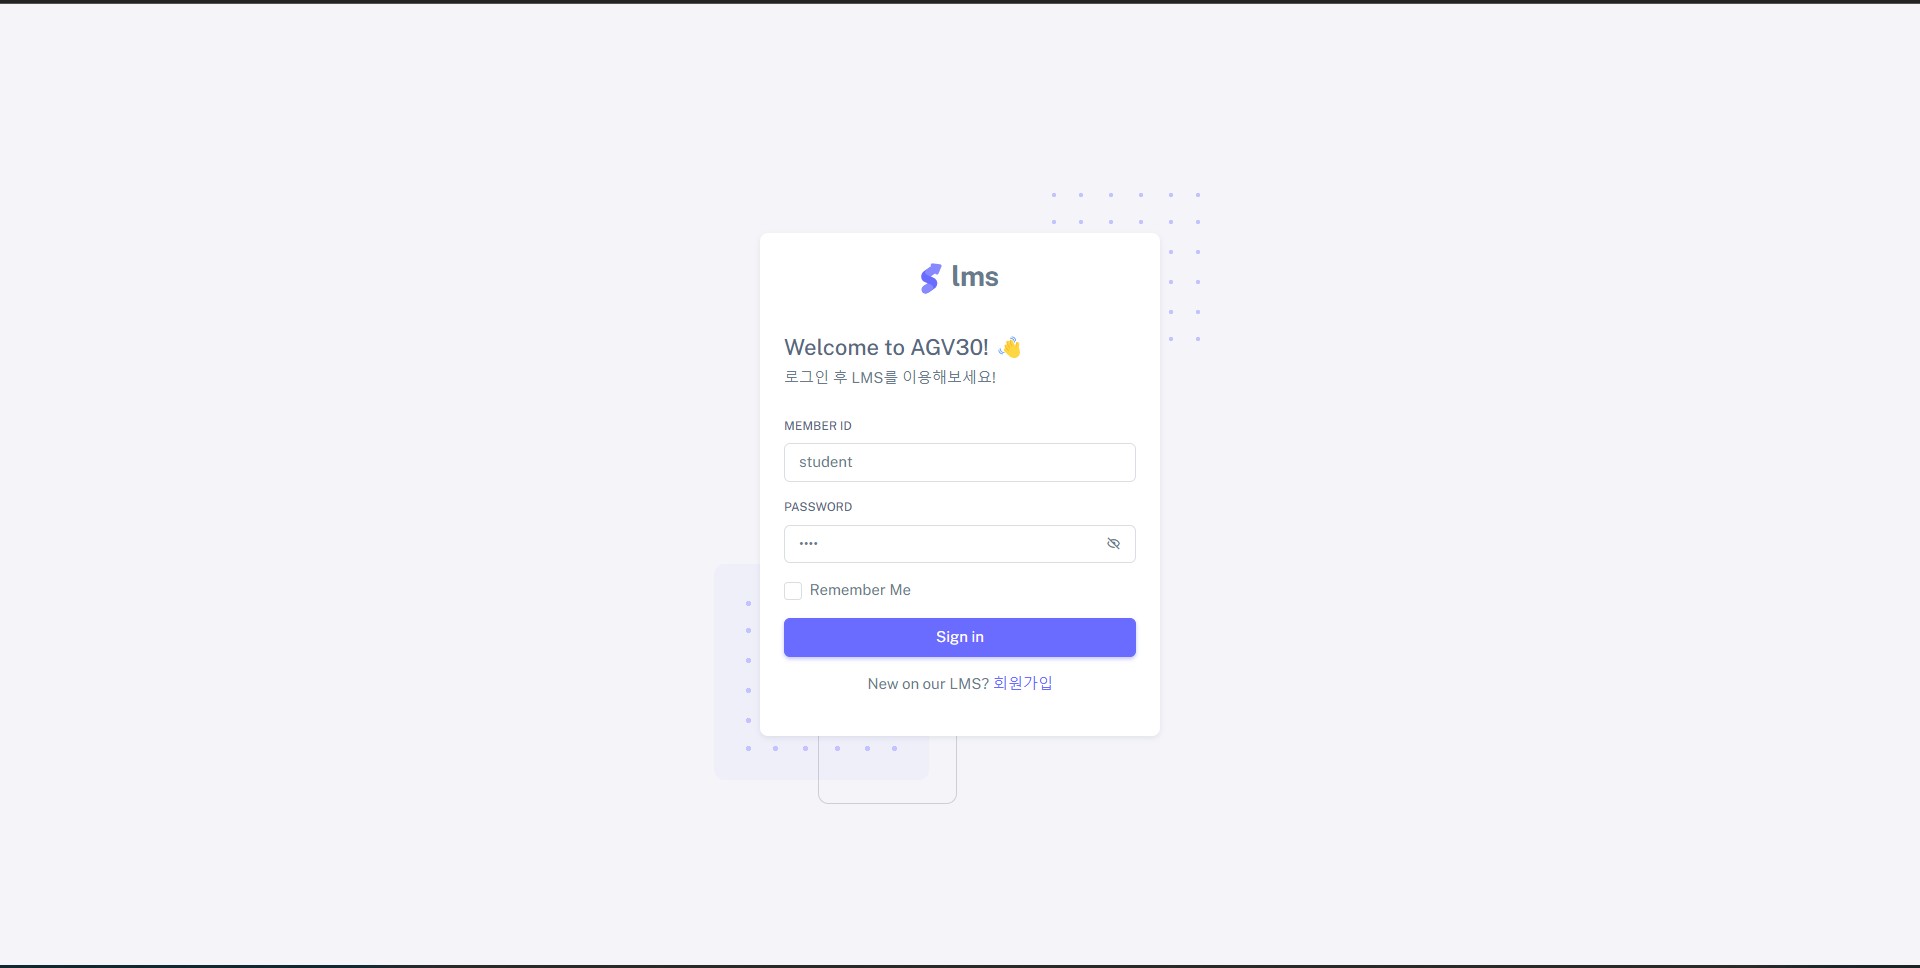 lms
Welcome to AGV30! 👋
로그인 후 LMS를 이용해보세요!
MEMBER ID
student
PASSWORD
••••
Remember Me
Sign in
New on our LMS? 회원가입